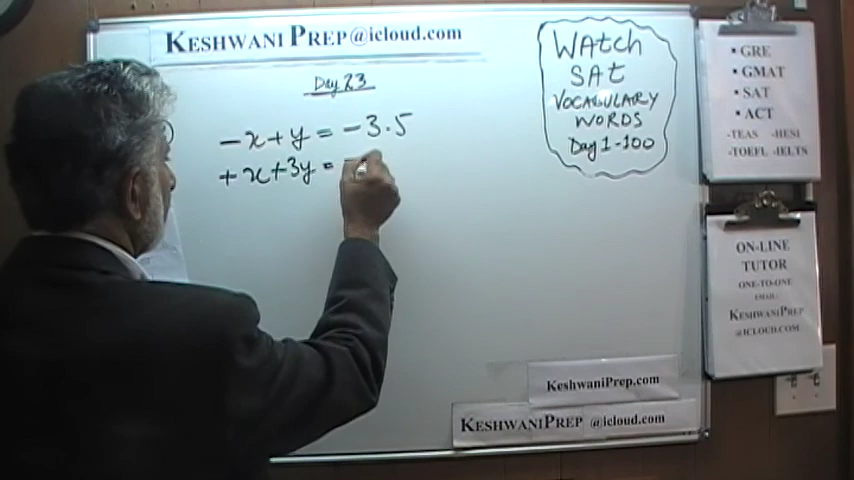 KESHWANI PREP@icloud.com
Day 23
)
-x+y = -3.5
+x+3y = -
WAtch
SAt
VOCABULARY
WORDS
Day 1-100
• GRE
• GMAT
• SAT
• ACT
-TEAS -HESI
-TOEFL -IELTS
ON-LINE
TUTOR
ONE-TO-ONE
EMAIL:
KESHWANIPREP
@ICLOUD.COM
KeshwaniPrep.com
KESHWANIPREP @icloud.com